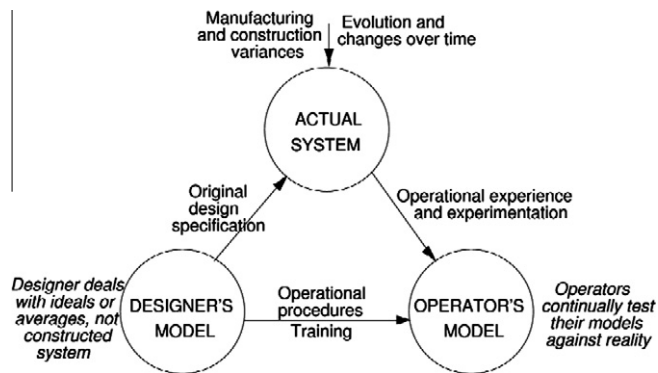 Manufacturing
and construction
variances
Evolution and
changes over time
ACTUAL
SYSTEM
Original
design
specification
Operational experience
and experimentation
Designer deals
with ideals or
averages, not
constructed
system
DESIGNER'S
MODEL
Operational
procedures
Training
OPERATOR'S
MODEL
Operators
continually test
their models
against reality